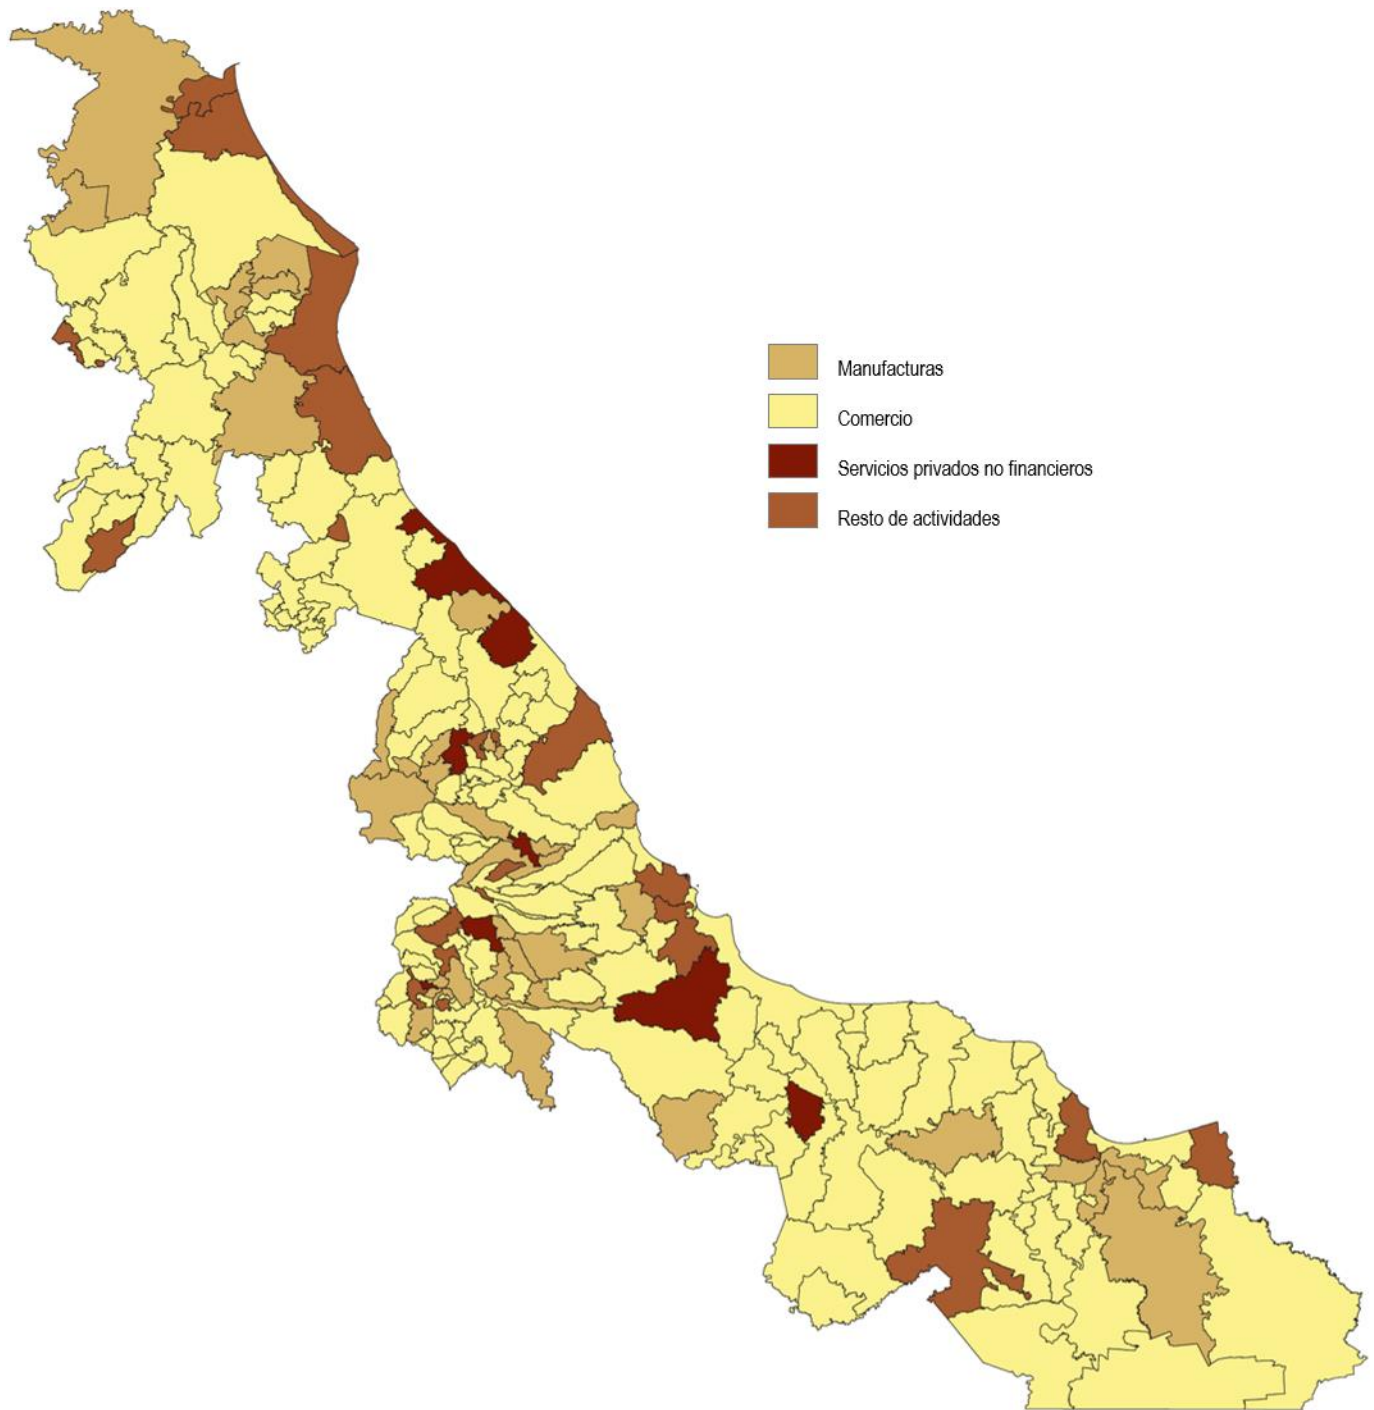 Manufacturas
Comercio
Servicios privados no financieros
Resto de actividades